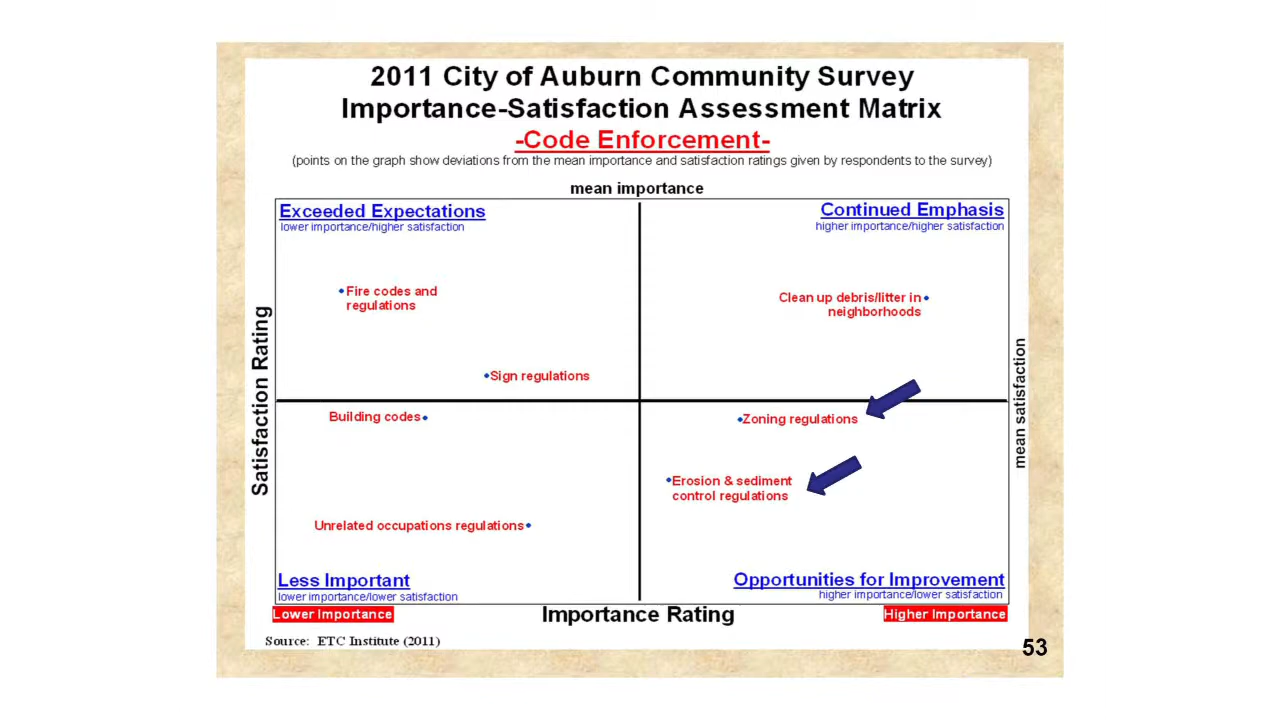 2011 City of Auburn Community Survey
Importance-Satisfaction Assessment Matrix
-Code Enforcement-
(points on the graph show deviations from the mean importance and satisfaction ratings given by respondents to the survey)
mean importance
Exceeded Expectations
lower importance/higher satisfaction
Continued Emphasis
higher importance/higher satisfaction
Fire codes and
regulations
Clean up debris/litter in
neighborhoods
Sign regulations
Satisfaction Rating
mean satisfaction
Building codes
Zoning regulations
Erosion & sediment
control regulations
Unrelated occupations regulations
Less Important
lower importance/lower satisfaction
Opportunities for Improvement
higher importance/lower satisfaction
Lower Importance
Importance Rating
Higher Importance
Source: ETC Institute (2011)
53